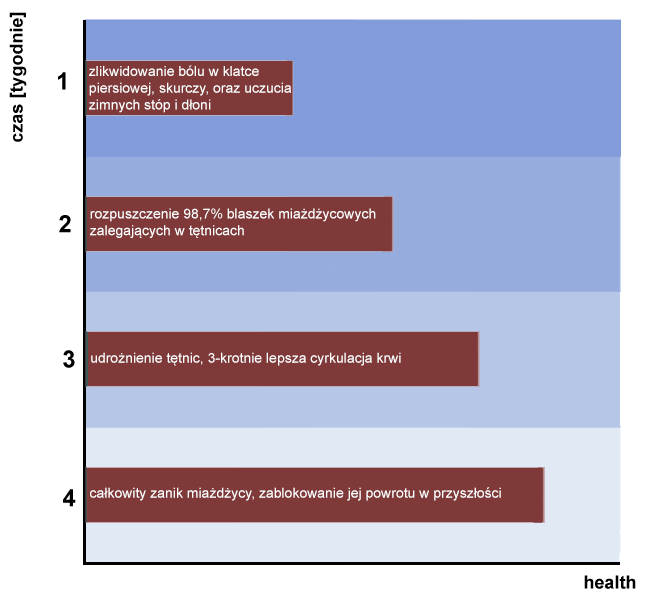 czas [tygodnie]
1
zlikwidowanie bólu w klatce
piersiowej, skurczy, oraz uczucia
zimnych stóp i dłoni
2
rozpuszczenie 98,7% blaszek miażdżycowych
zalegających w tętnicach
3
udrożnienie tętnic, 3-krotnie lepsza cyrkulacja krwi
4
całkowity zanik miażdżycy, zablokowanie jej powrotu w przyszłości
health